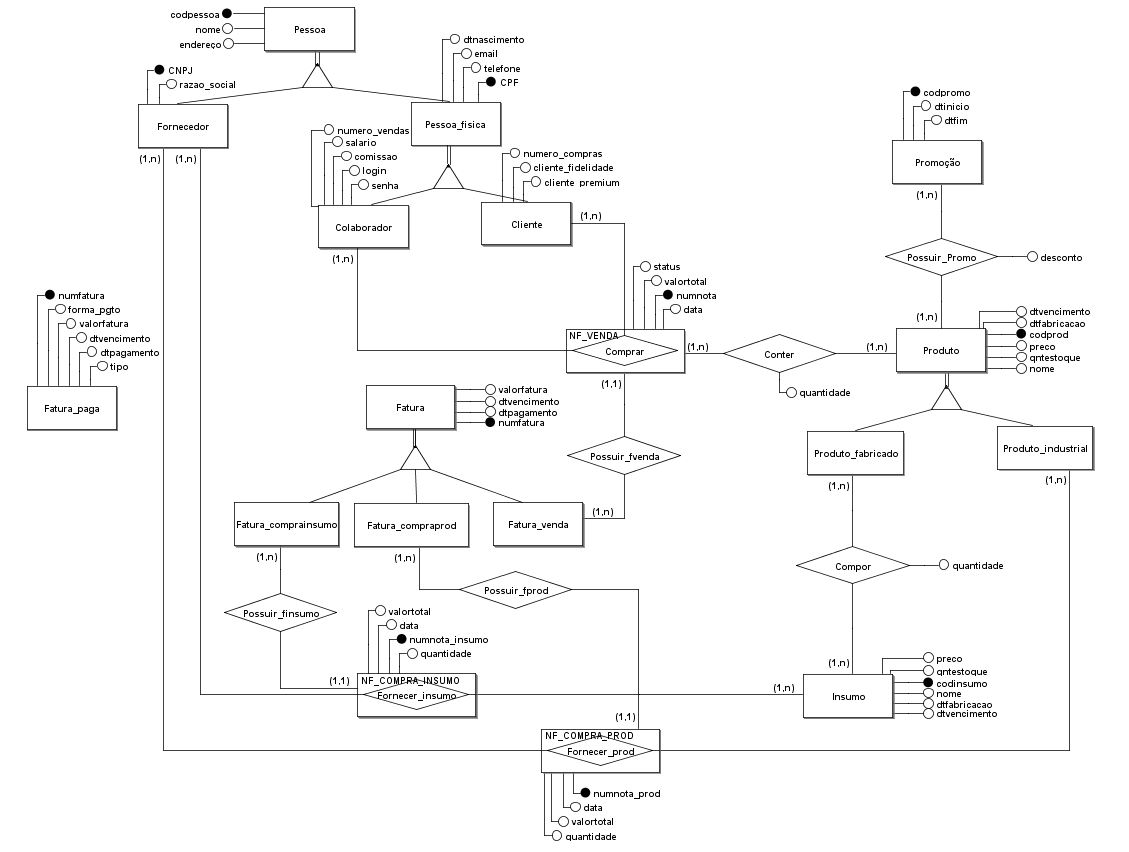 codpessoa
nome
endereço
Pessoa
CNPJ
razao_social
Fornecedor
(1,n)
(1,n)
dtnascimento
email
telefone
CPF
Pessoa_fisica
numero_vendas
salario
comissao
login
senha
Colaborador
(1,n)
numero_compras
cliente_fidelidade
cliente_premium
Cliente
(1,n)
codpromo
dtinicio
dtfim
Promoção
(1,n)
Possuir_Promo
desconto
(1,n)
status
valortotal
numnota
data
NF_VENDA
Comprar
(1,n)
(1,1)
Conter
quantidade
(1,n)
Produto
dtvencimento
dtfabricacao
codprod
preco
qntestoque
nome
numfatura
forma_pgto
valorfatura
dtvencimento
dtpagamento
tipo
Fatura_paga
Fatura
valorfatura
dtvencimento
dtpagamento
numfatura
Possuir_fvenda
(1,n)
Produto_fabricado
(1,n)
Produto_industrial
(1,n)
Fatura_comprainsumo
(1,n)
Fatura_compraprod
(1,n)
Fatura_venda
Possuir_finsumo
Possuir_fprod
Compor
quantidade
(1,n)
valortotal
data
numnota_insumo
quantidade
(1,1)
NF_COMPRA_INSUMO
Fornecer_insumo
(1,n)
Insumo
preco
qntestoque
codinsumo
nome
dtfabricacao
dtvencimento
(1,1)
NF_COMPRA_PROD
Fornecer_prod
numnota_prod
data
valortotal
quantidade